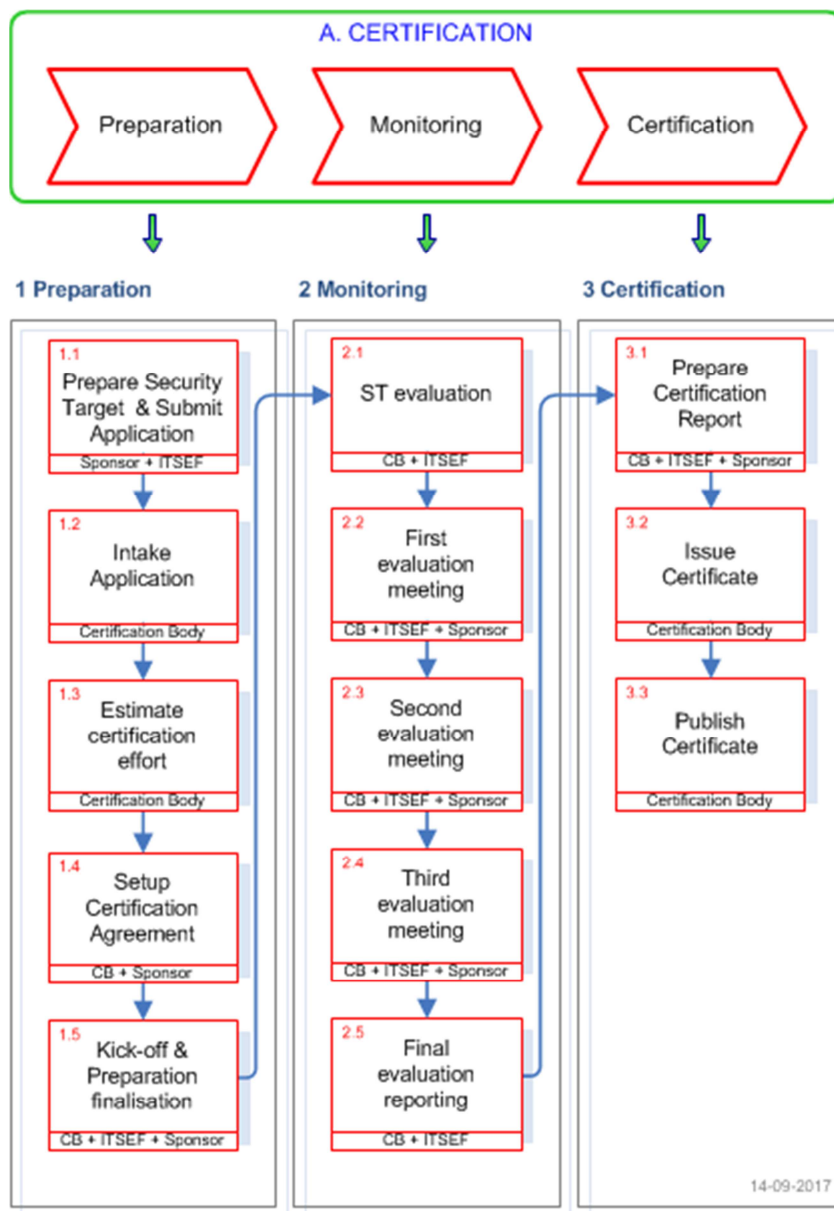 A. CERTIFICATION
Preparation
Monitoring
Certification
1 Preparation
2 Monitoring
3 Certification
1.1
Prepare Security
Target & Submit
Application
Sponsor + ITSEF
1.2
Intake
Application
Certification Body
1.3
Estimate
certification
effort
Certification Body
1.4
Setup
Certification
Agreement
CB + Sponsor
1.5
Kick-off &
Preparation
finalisation
CB + ITSEF + Sponsor
2.1
ST evaluation
CB + ITSEF
2.2
First
evaluation
meeting
CB + ITSEF + Sponsor
2.3
Second
evaluation
meeting
CB + ITSEF + Sponsor
2.4
Third
evaluation
meeting
CB + ITSEF + Sponsor
2.5
Final
evaluation
reporting
CB + ITSEF
3.1
Prepare
Certification
Report
CB + ITSEF + Sponsor
3.2
Issue
Certificate
Certification Body
3.3
Publish
Certificate
Certification Body
14-09-2017